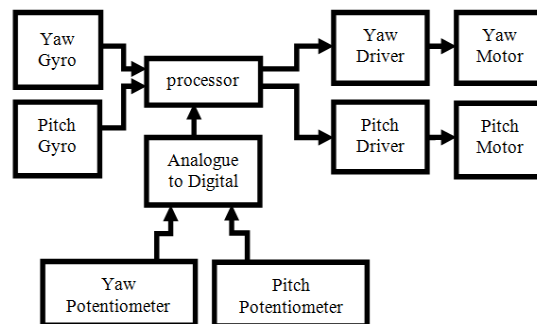 Yaw
Gyro
Yaw
Driver
Yaw
Motor
processor
Pitch
Gyro
Pitch
Driver
Pitch
Motor
Analogue
to Digital
Yaw
Potentiometer
Pitch
Potentiometer